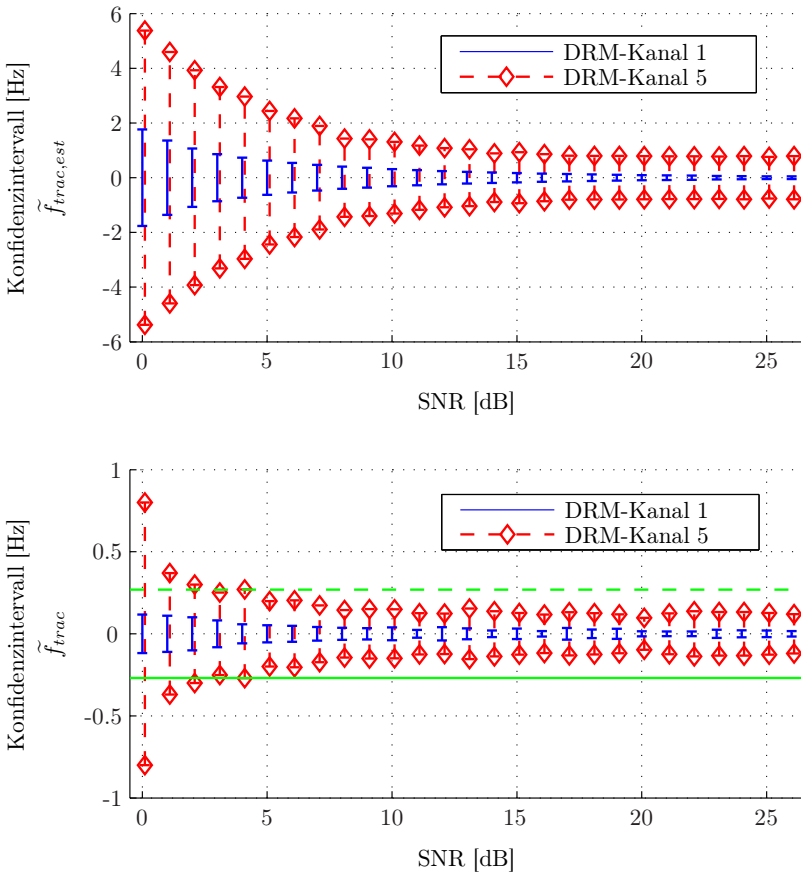 6
4
2
0
-2
-4
-6
Konfidenzintervall [Hz]
f̃trac,est
DRM-Kanal 1
DRM-Kanal 5
0 5 10 15 20 25
SNR [dB]
1
0.5
0
-0.5
-1
Konfidenzintervall [Hz]
f̃trac
DRM-Kanal 1
DRM-Kanal 5
0 5 10 15 20 25
SNR [dB]